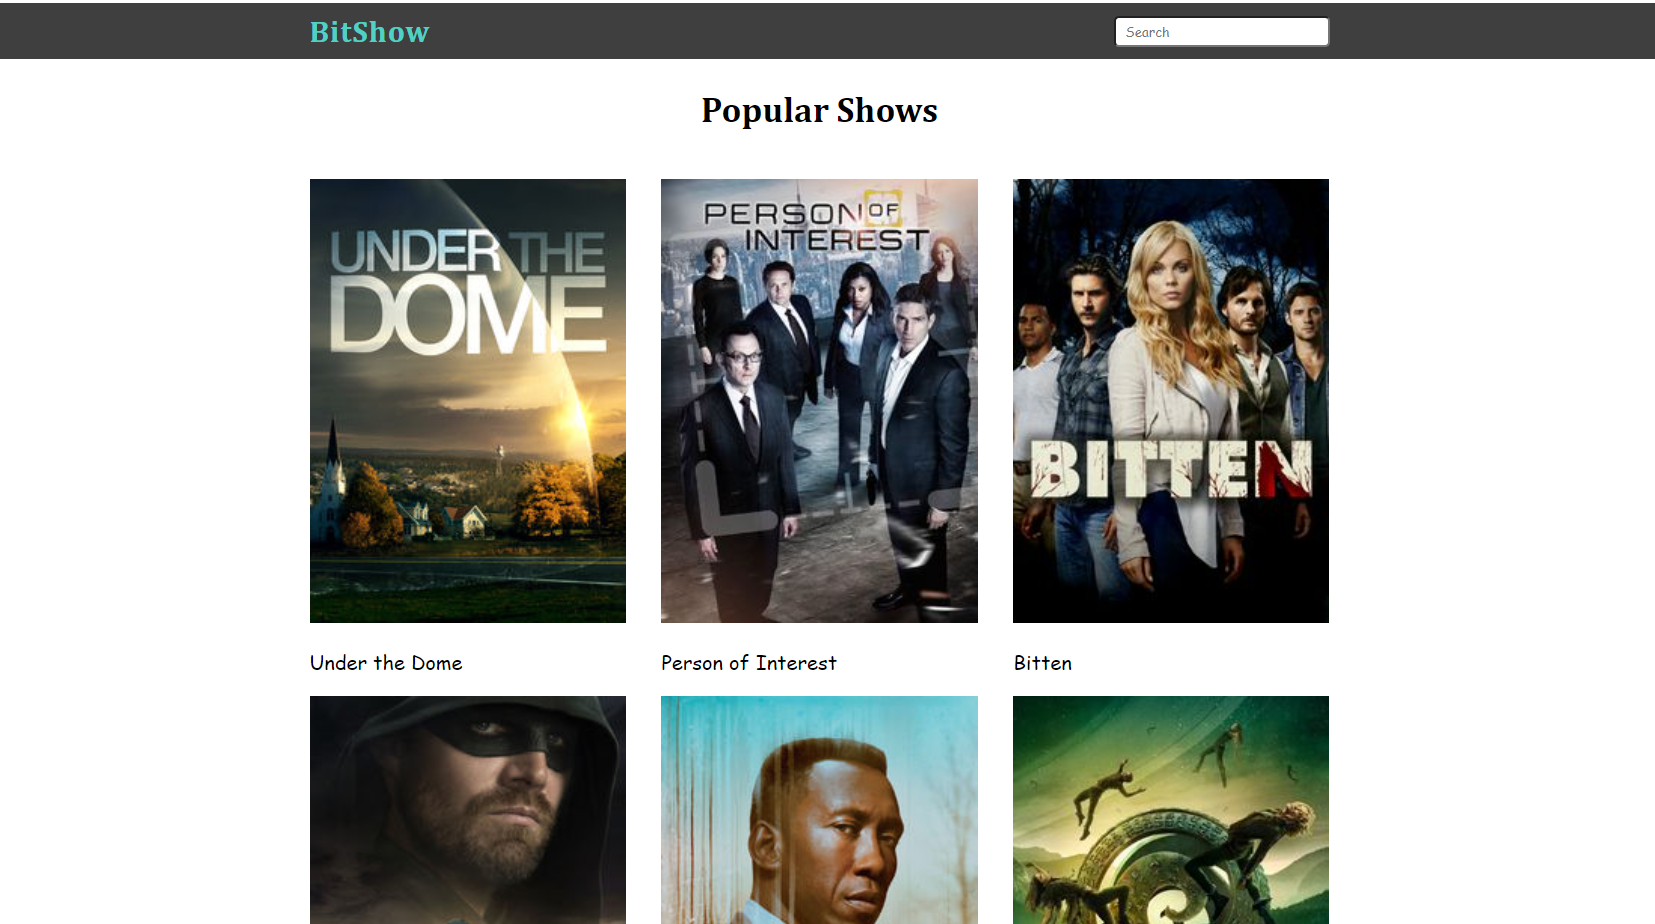 BitShow
Search
Popular Shows
UNDER THE
DOME
PERSON OF
INTEREST
BITTEN
Under the Dome
Person of Interest
Bitten